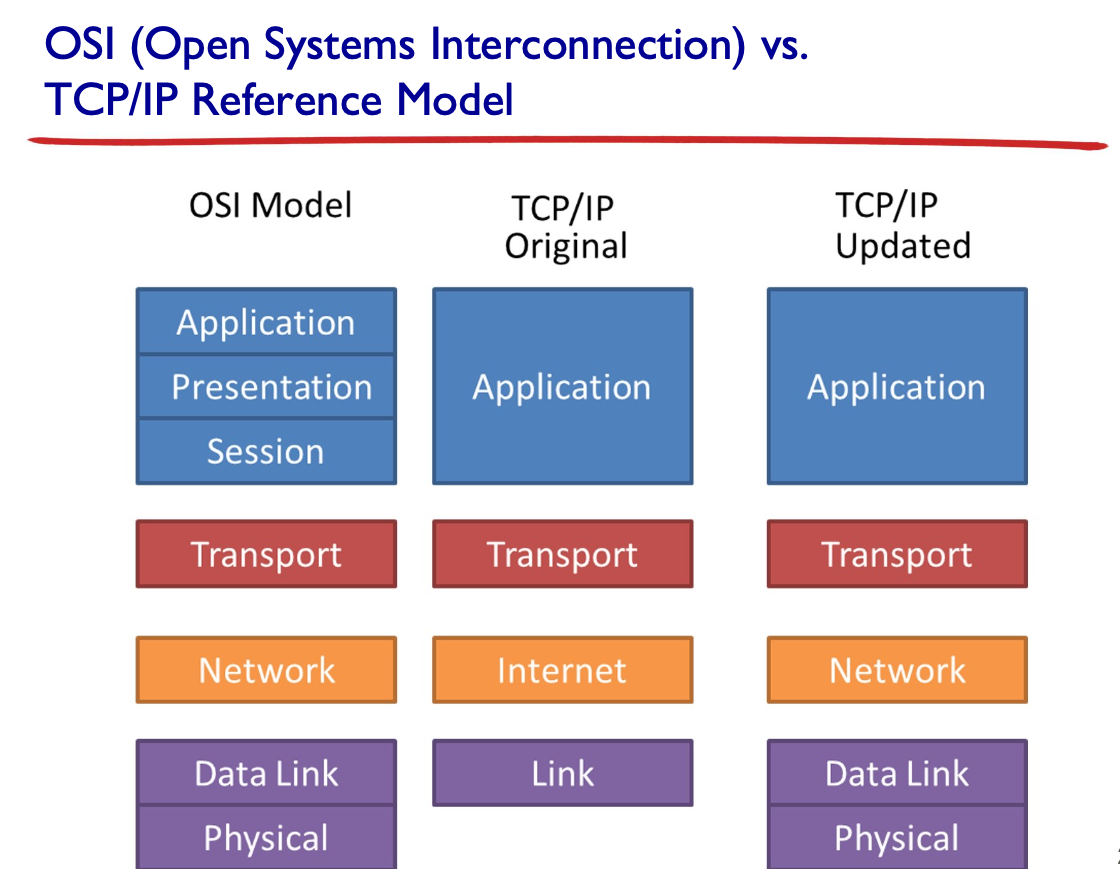 OSI (Open Systems Interconnection) vs.
TCP/IP Reference Model
OSI Model
TCP/IP
Original
TCP/IP
Updated
Application
Presentation
Session
Application
Application
Transport
Transport
Transport
Network
Internet
Network
Data Link
Link
Data Link
Physical
Physical